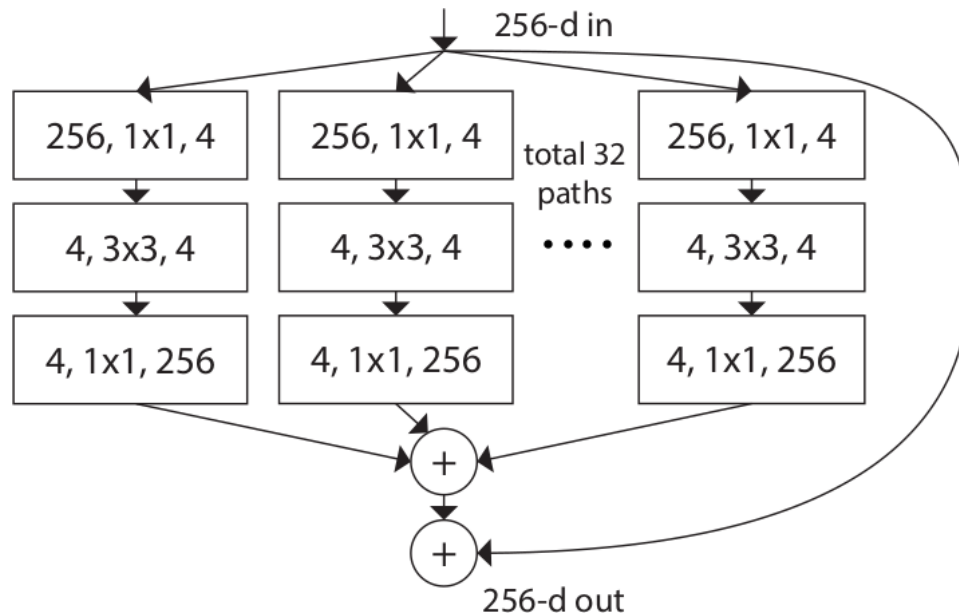 256-d in
256, 1x1, 4
256, 1x1, 4
total 32
paths
256, 1x1, 4
4, 3x3, 4
4, 3x3, 4
....
4, 3x3, 4
4, 1x1, 256
4, 1x1, 256
4, 1x1, 256
+
+
256-d out